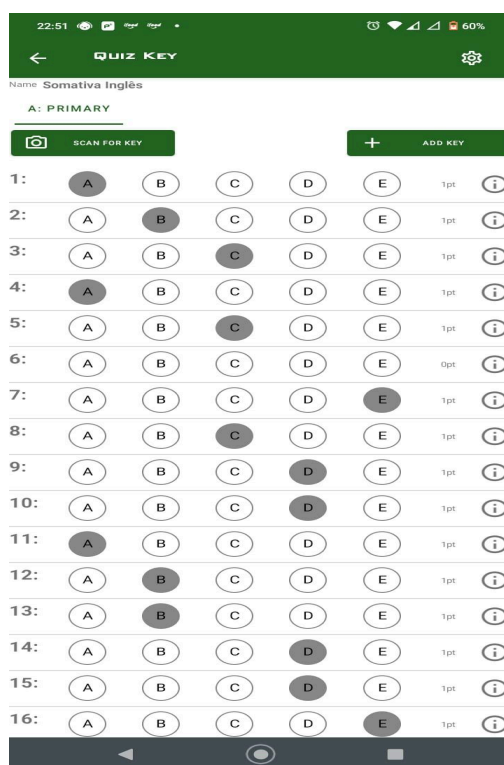 22:51 60%
QUIZ KEY
Name Somativa Inglês
A: PRIMARY
SCAN FOR KEY + ADD KEY
1: A B C D E 1pt
2: A B C D E 1pt
3: A B C D E 1pt
4: A B C D E 1pt
5: A B C D E 1pt
6: A B C D E 0pt
7: A B C D E 1pt
8: A B C D E 1pt
9: A B C D E 1pt
10: A B C D E 1pt
11: A B C D E 1pt
12: A B C D E 1pt
13: A B C D E 1pt
14: A B C D E 1pt
15: A B C D E 1pt
16: A B C D E 1pt